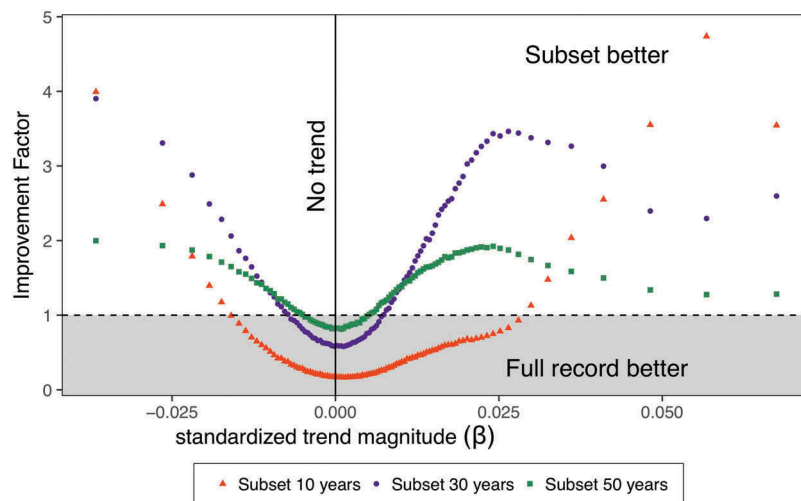 5
4
3
2
1
0
Improvement Factor
Subset better
No trend
Full record better
−0.025
0.000
0.025
0.050
standardized trend magnitude (β)
Subset 10 years
Subset 30 years
Subset 50 years